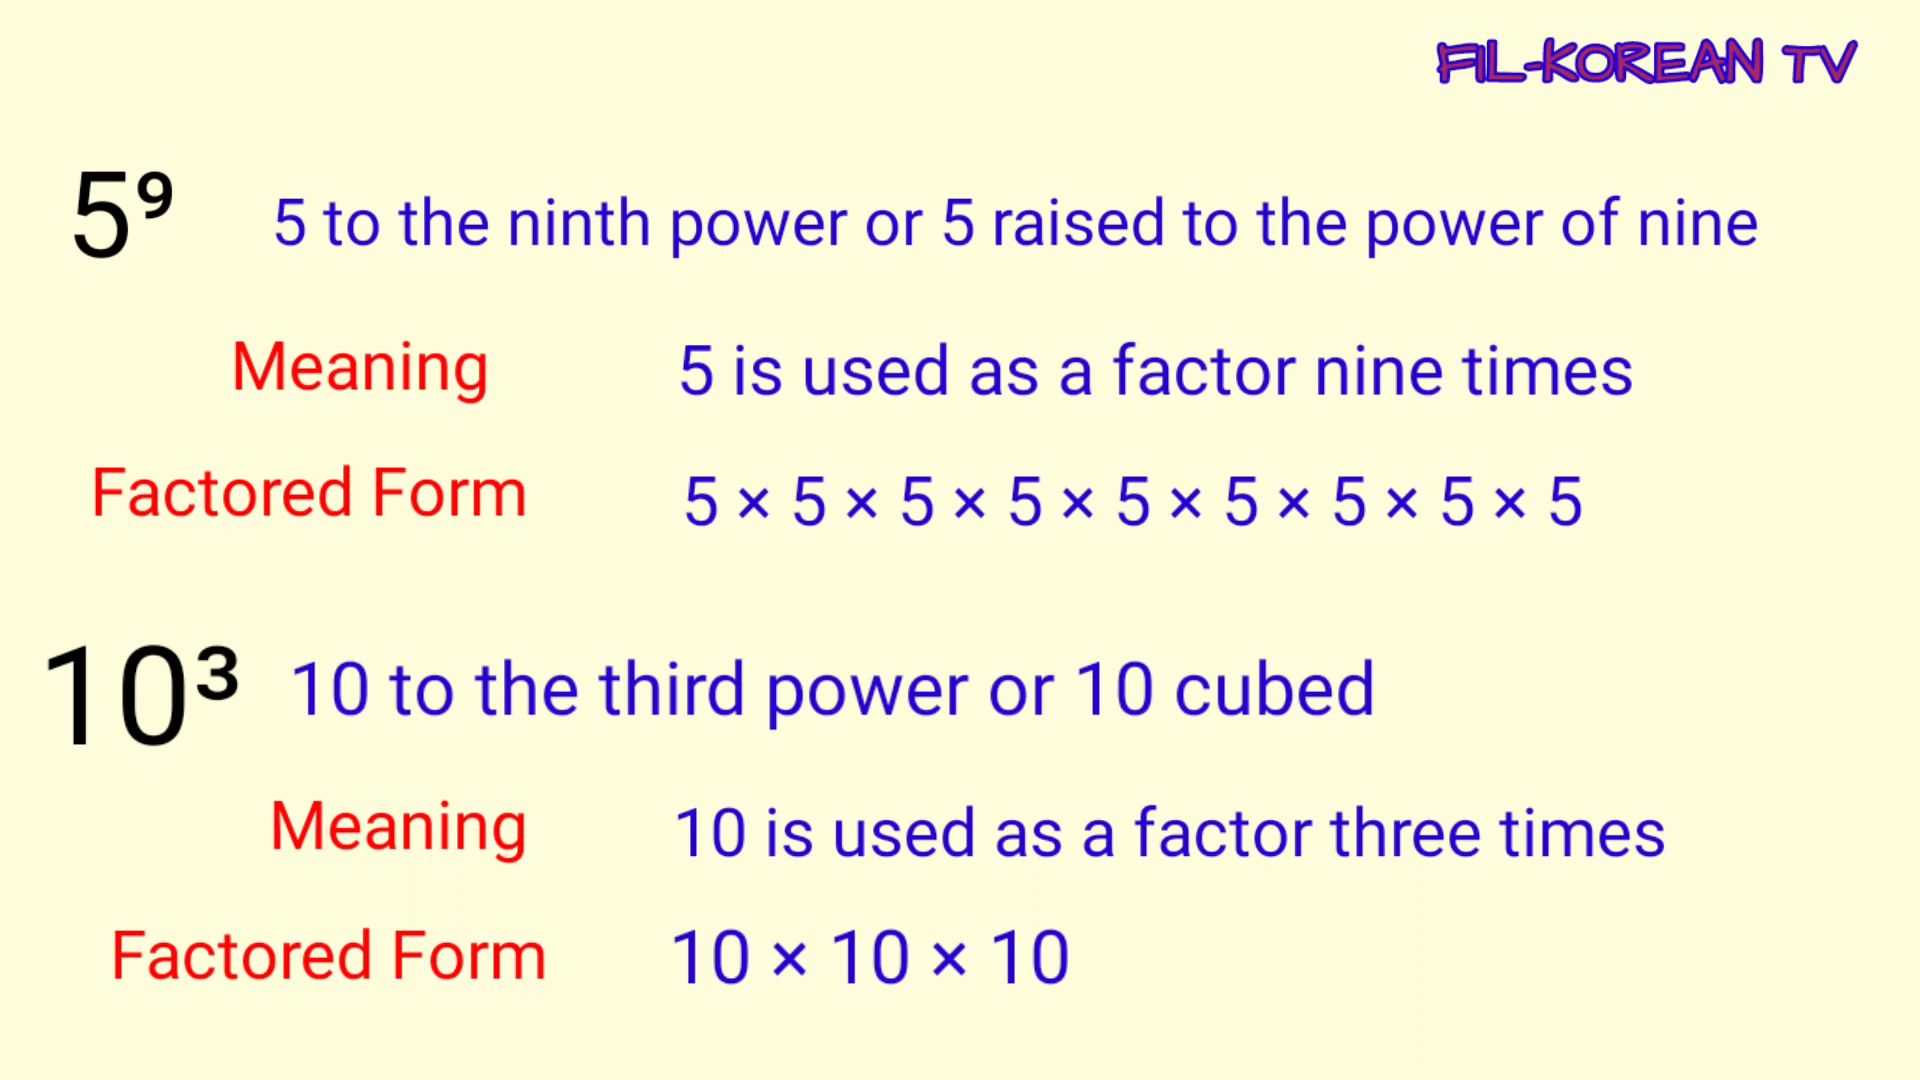 FIL-KOREAN TV
5⁹ 5 to the ninth power or 5 raised to the power of nine
Meaning 5 is used as a factor nine times
Factored Form 5 × 5 × 5 × 5 × 5 × 5 × 5 × 5 × 5
10³ 10 to the third power or 10 cubed
Meaning 10 is used as a factor three times
Factored Form 10 × 10 × 10